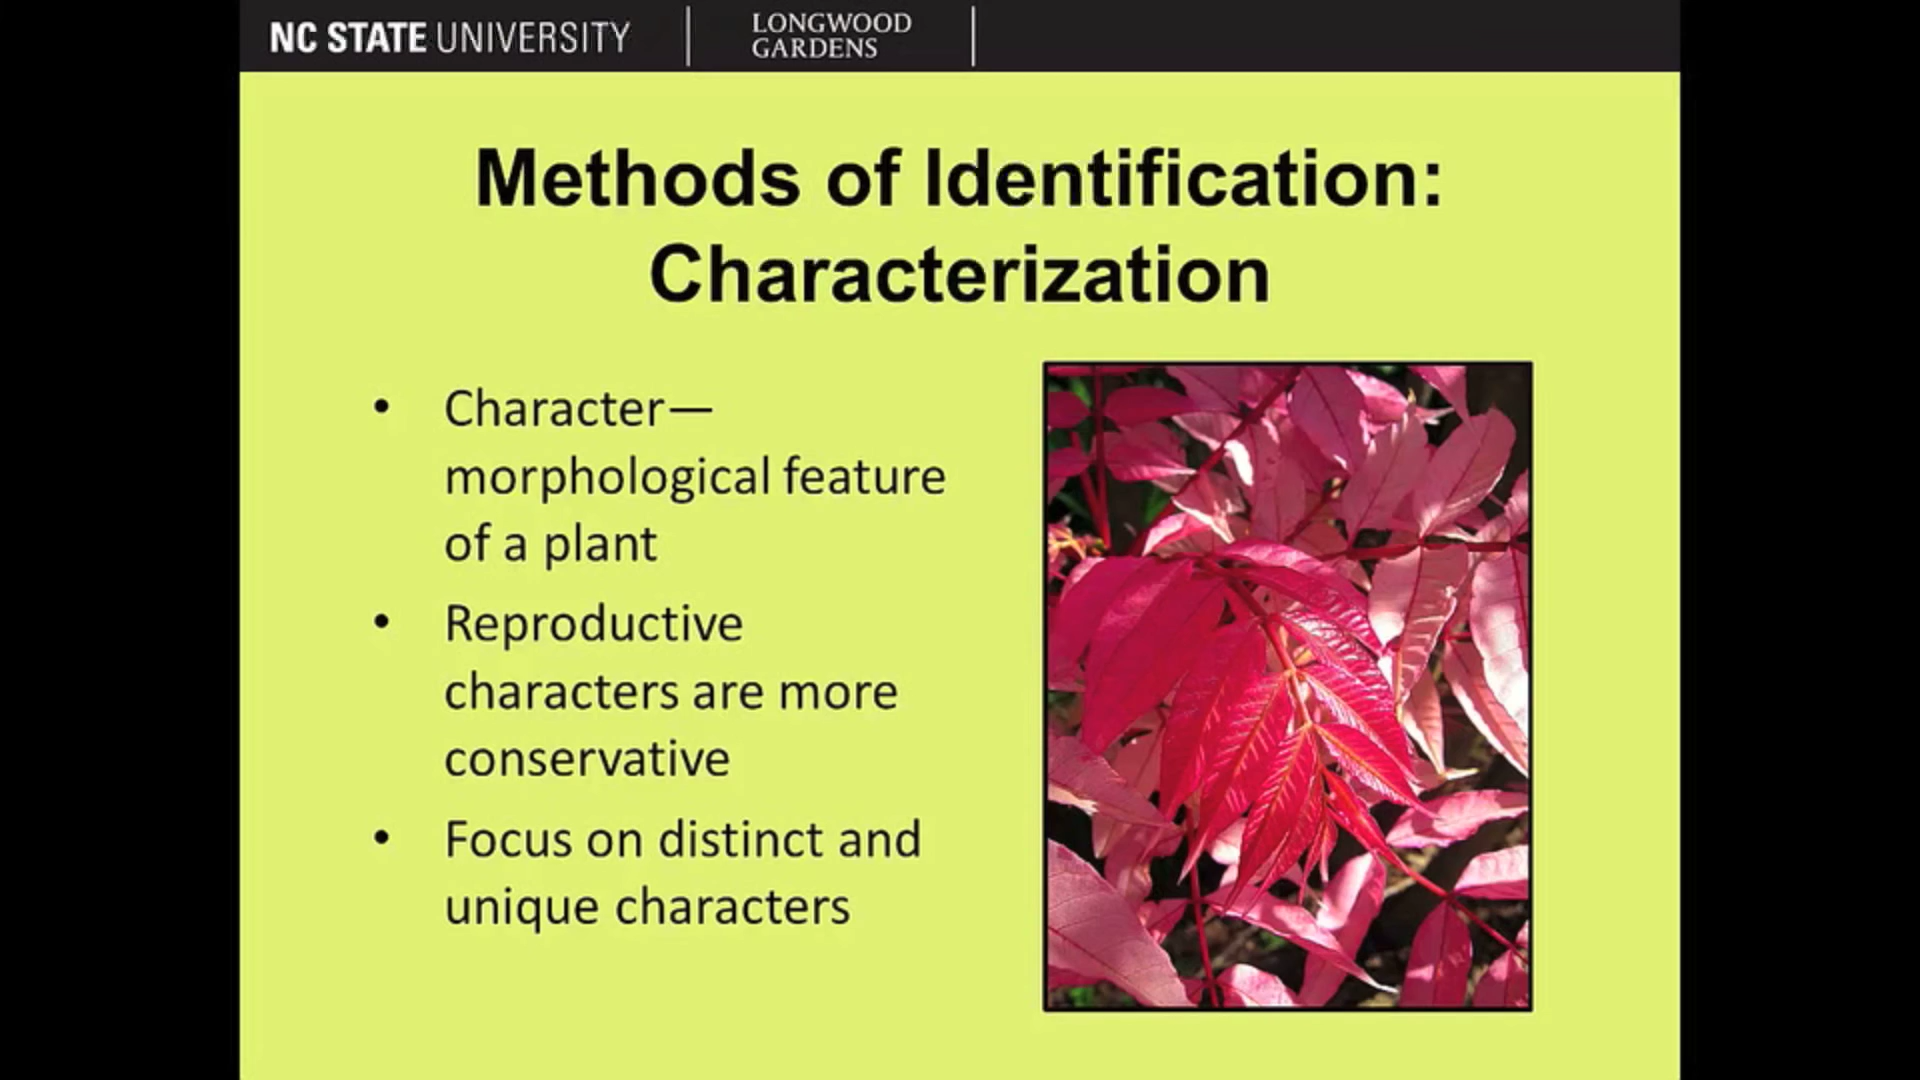 NC STATE UNIVERSITY
LONGWOOD
GARDENS
Methods of Identification:
Characterization
• Character—
morphological feature
of a plant
• Reproductive
characters are more
conservative
• Focus on distinct and
unique characters